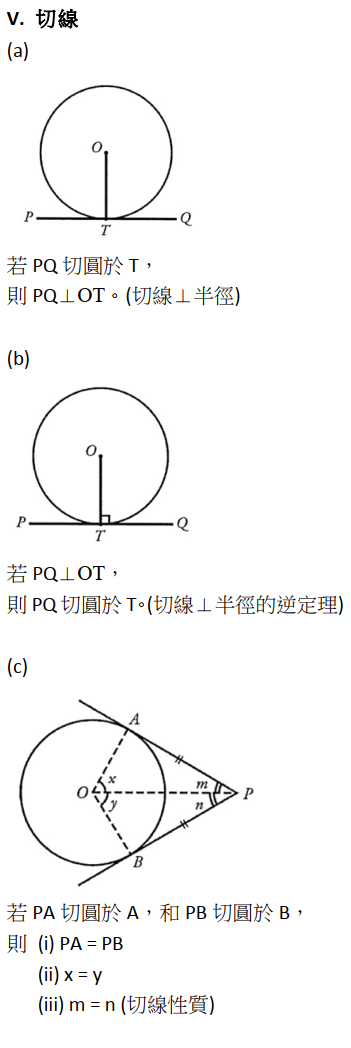 V. 切線
(a)
O
P
T
Q
若 PQ 切圓於 T，
則 PQ⊥OT。(切線⊥半徑)
(b)
O
P
T
Q
若 PQ⊥OT，
則 PQ 切圓於 T。(切線⊥半徑的逆定理)
(c)
A
x
m
O
P
y
n
B
若 PA 切圓於 A，和 PB 切圓於 B，
則 (i) PA = PB
(ii) x = y
(iii) m = n (切線性質)